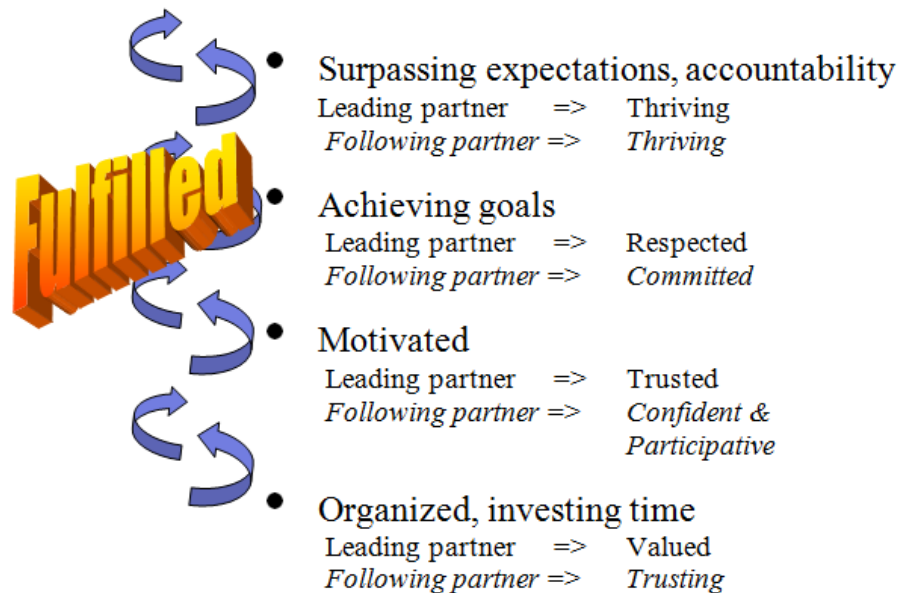 Fulfilled
• Surpassing expectations, accountability
Leading partner => Thriving
Following partner => Thriving
• Achieving goals
Leading partner => Respected
Following partner => Committed
• Motivated
Leading partner => Trusted
Following partner => Confident &
Participative
• Organized, investing time
Leading partner => Valued
Following partner => Trusting